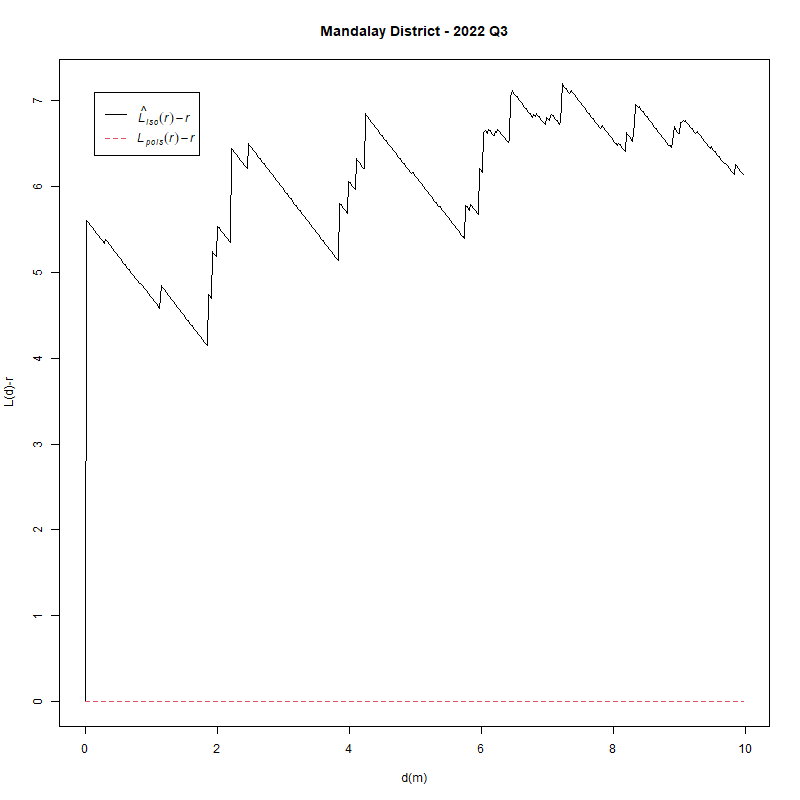 Mandalay District - 2022 Q3
L̂iso(r)−r
Lpois(r)−r
L(d)-r
7
6
5
4
3
2
1
0
0 2 4 6 8 10
d(m)